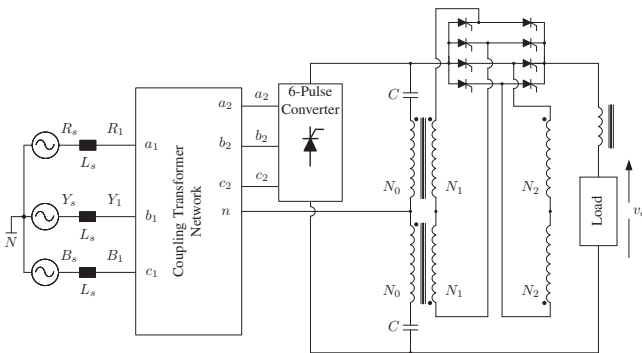 R_s
R_1
L_s
a_1
Y_s
Y_1
L_s
b_1
N
B_s
B_1
L_s
c_1
Coupling Transformer
Network
a_2
b_2
c_2
n
a_2
b_2
c_2
6-Pulse
Converter
C
N_0
N_1
N_2
N_0
N_1
N_2
C
Load